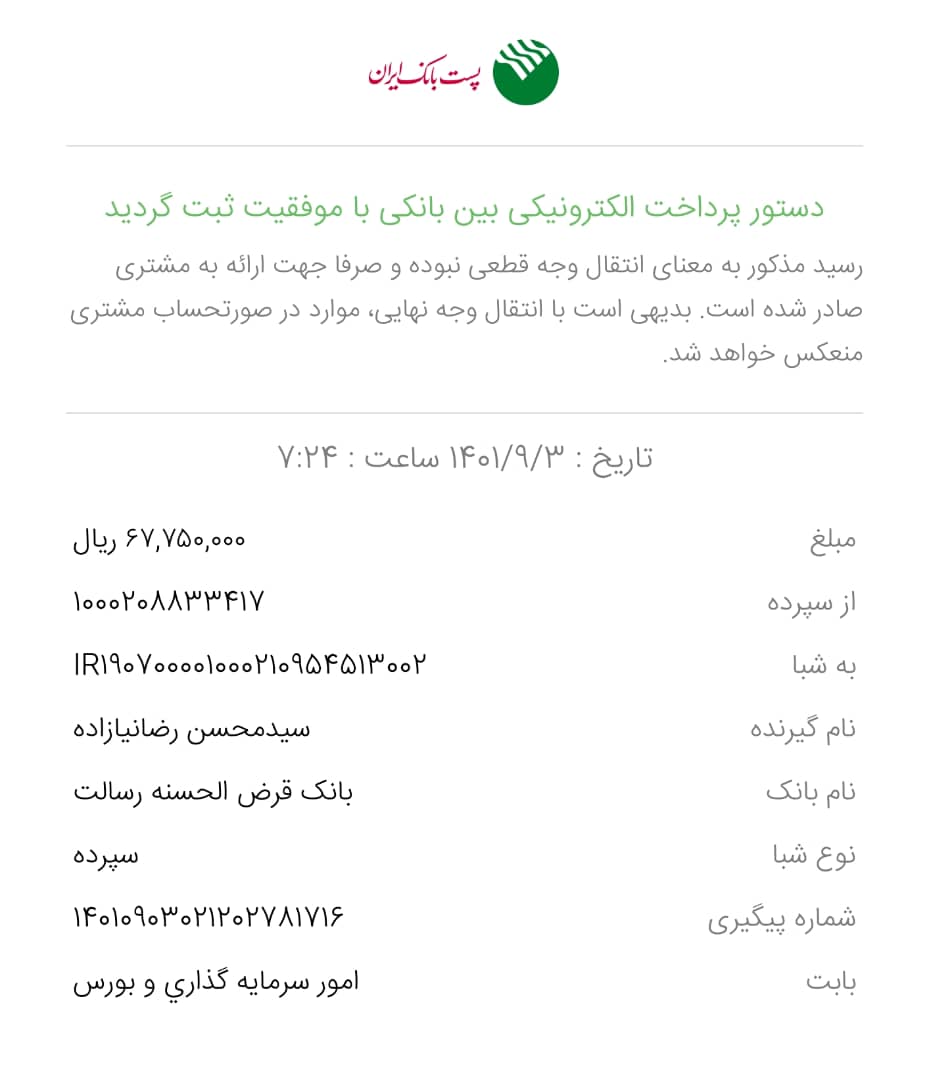 پست بانک ایران
دستور پرداخت الکترونیکی بین بانکی با موفقیت ثبت گردید
رسید مذکور به معنای انتقال وجه قطعی نبوده و صرفا جهت ارائه به مشتری
صادر شده است. بدیهی است با انتقال وجه نهایی، موارد در صورتحساب مشتری
منعکس خواهد شد.
تاریخ : ۱۴۰۱/۹/۳ ساعت : ۷:۲۴
مبلغ ۶۷,۷۵۰,۰۰۰ ریال
از سپرده ۱۰۰۰۲۰۸۸۳۳۴۱۷
به شبا IR۱۹۰۷۰۰۰۰۱۰۰۰۲۱۰۹۵۴۵۱۳۰۰۲
نام گیرنده سیدمحسن رضانیازاده
نام بانک بانک قرض الحسنه رسالت
نوع شبا سپرده
شماره پیگیری ۱۴۰۱۰۹۰۳۰۲۱۲۰۲۷۸۱۷۱۶
بابت امور سرمایه گذاري و بورس